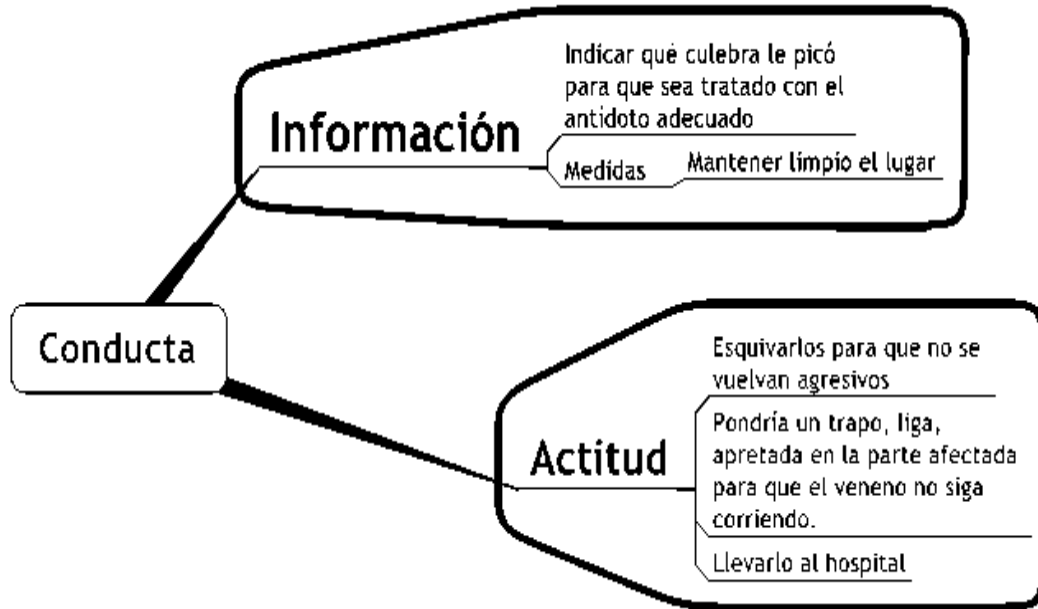 Indicar qué culebra le picó
para que sea tratado con el
antídoto adecuado
Información
Medidas
Mantener limpio el lugar
Conducta
Esquivarlos para que no se
vuelvan agresivos
Actitud
Pondría un trapo, liga,
apretada en la parte afectada
para que el veneno no siga
corriendo.
Llevarlo al hospital